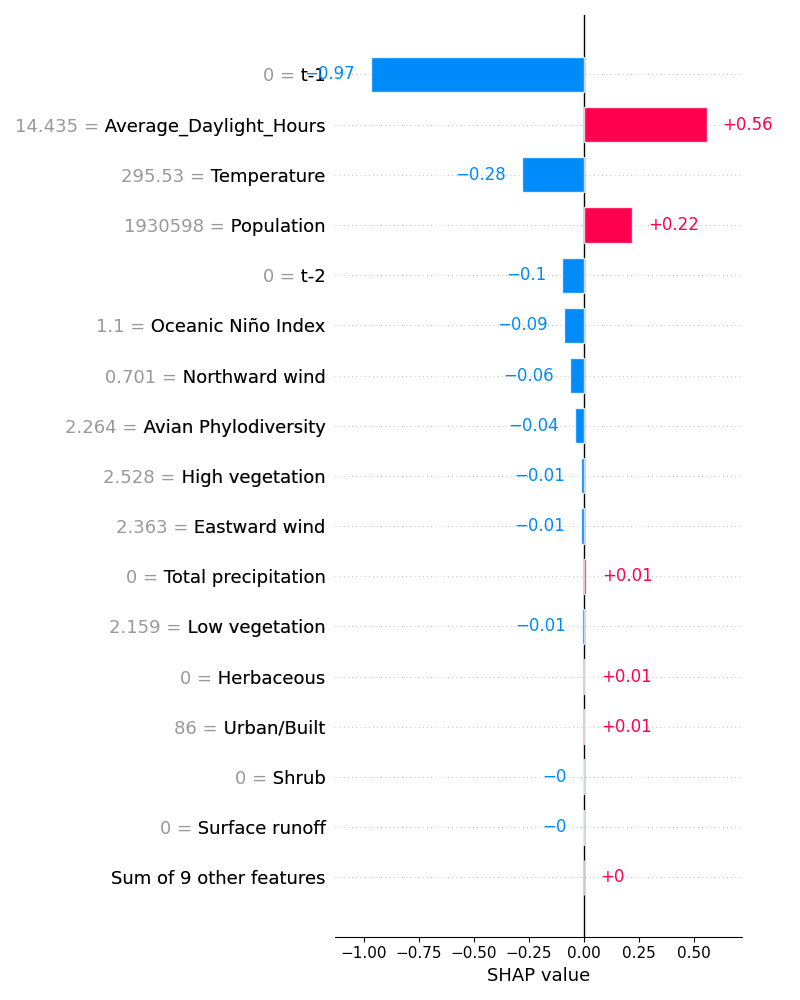 0 = t-1 −0.97
14.435 = Average_Daylight_Hours +0.56
295.53 = Temperature −0.28
1930598 = Population +0.22
0 = t-2 −0.1
1.1 = Oceanic Niño Index −0.09
0.701 = Northward wind −0.06
2.264 = Avian Phylodiversity −0.04
2.528 = High vegetation −0.01
2.363 = Eastward wind −0.01
0 = Total precipitation +0.01
2.159 = Low vegetation −0.01
0 = Herbaceous +0.01
86 = Urban/Built +0.01
0 = Shrub −0
0 = Surface runoff −0
Sum of 9 other features +0
−1.00 −0.75 −0.50 −0.25 0.00 0.25 0.50
SHAP value